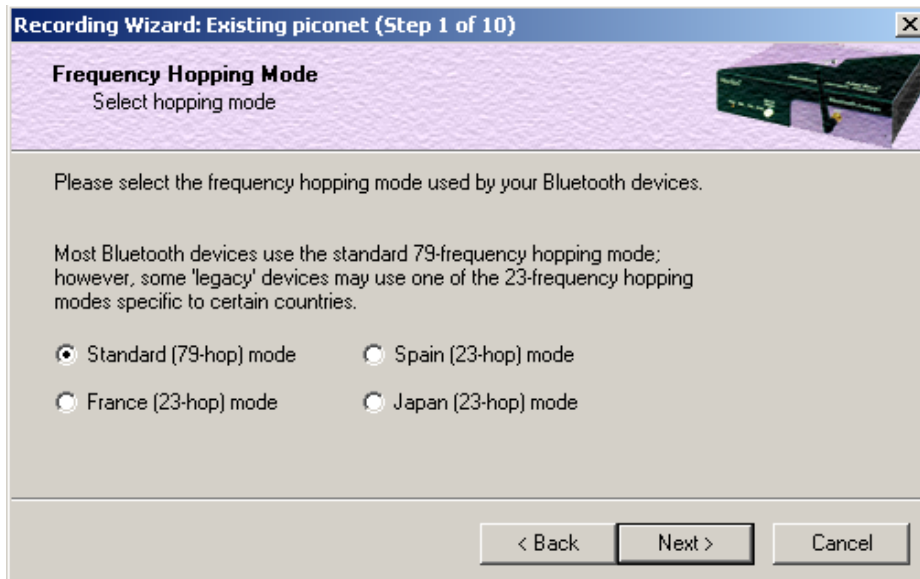 Recording Wizard: Existing piconet (Step 1 of 10)
Frequency Hopping Mode
Select hopping mode
Please select the frequency hopping mode used by your Bluetooth devices.
Most Bluetooth devices use the standard 79-frequency hopping mode;
however, some 'legacy' devices may use one of the 23-frequency hopping
modes specific to certain countries.
Standard (79-hop) mode
Spain (23-hop) mode
France (23-hop) mode
Japan (23-hop) mode
< Back
Next >
Cancel